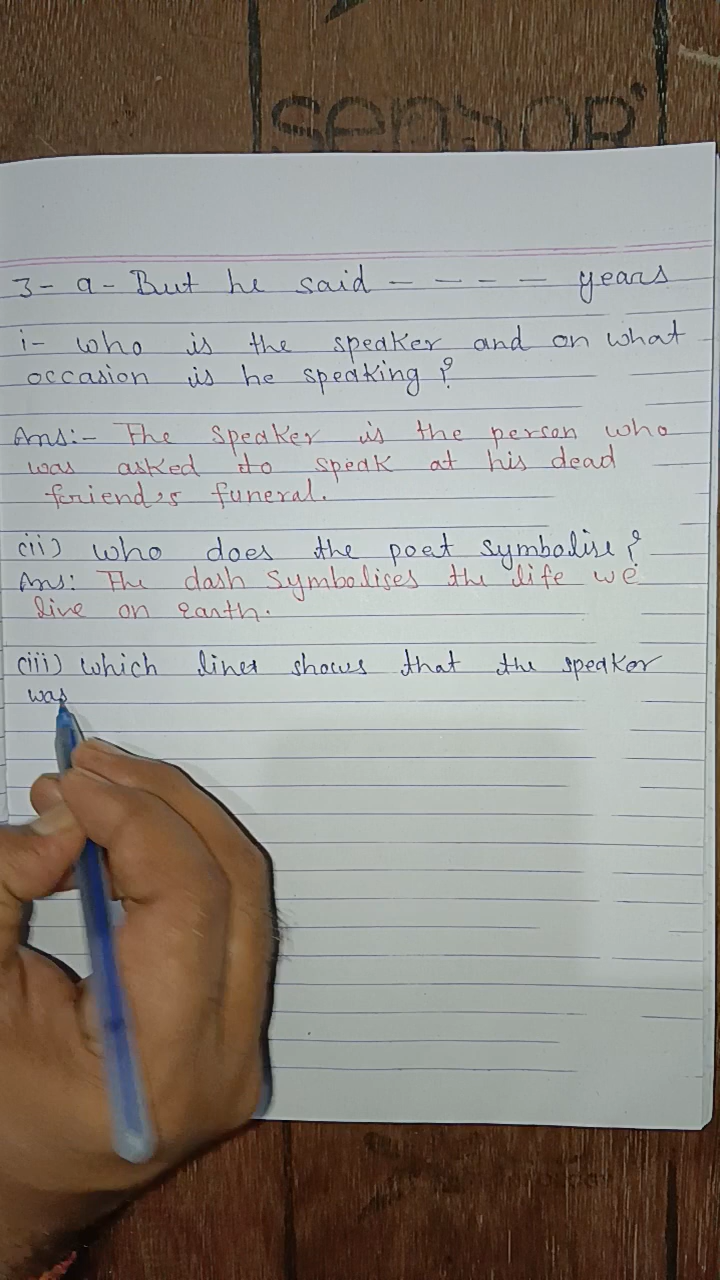 sensor
3- a- But he said - - - - years
i- who is the speaker and on what
occasion is he speaking ?
Ans:- The speaker is the person who
was asked to speak at his dead
friend,s funeral.
(ii) who does the poet symbolise ?
Ans: The dash symbolises the life we
live on earth.
(iii) which lines shows that the speaker
was